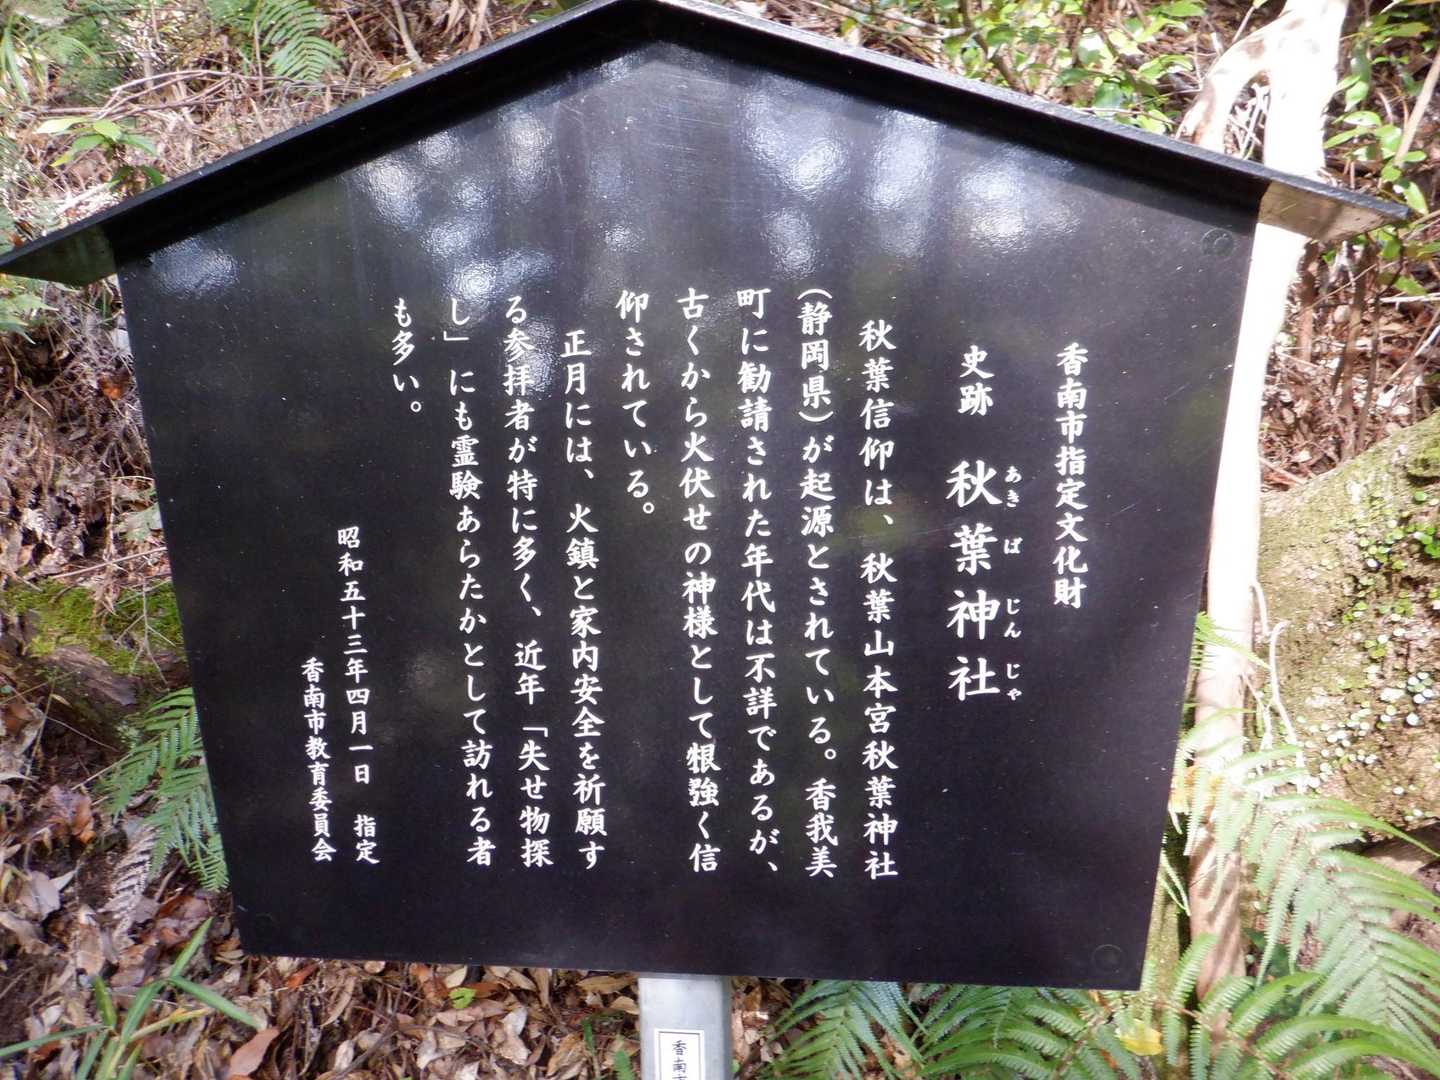 香南市指定文化財
史跡 秋葉神社
あきば じんじゃ
秋葉信仰は、秋葉山本宮秋葉神社
(静岡県)が起源とされている。香我美
町に勧請された年代は不詳であるが、
古くから火伏せの神様として根強く信
仰されている。
正月には、火鎮と家内安全を祈願す
る参拝者が特に多く、近年「失せ物探
し」にも霊験あらたかとして訪れる者
も多い。
昭和五十三年四月一日 指定
香南市教育委員会
香南市